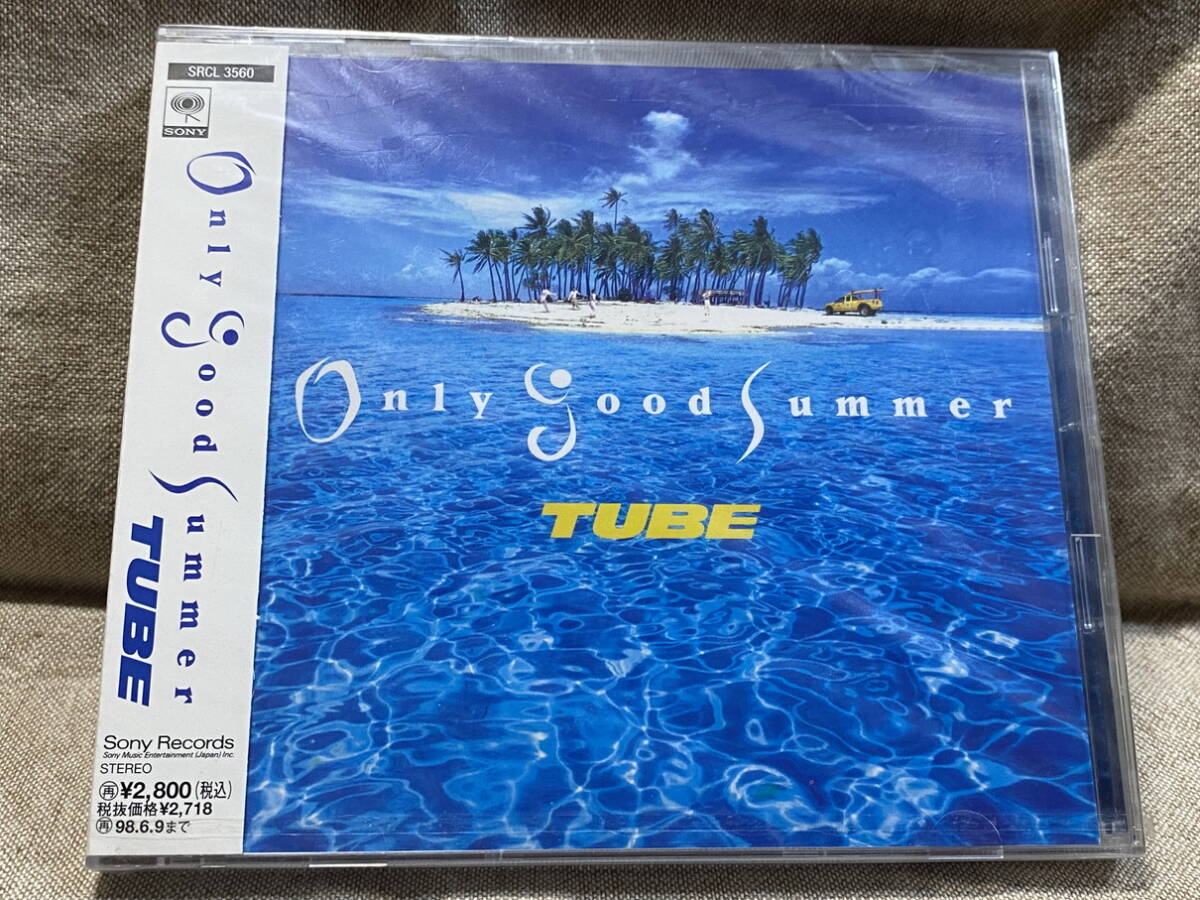 SRCL 3560
SONY
Only Good Summer
TUBE
Sony Records
Sony Music Entertainment (Japan) Inc.
STEREO
再¥2,800(税込)
税抜価格¥2,718
再98.6.9まで
Only Good Summer
TUBE